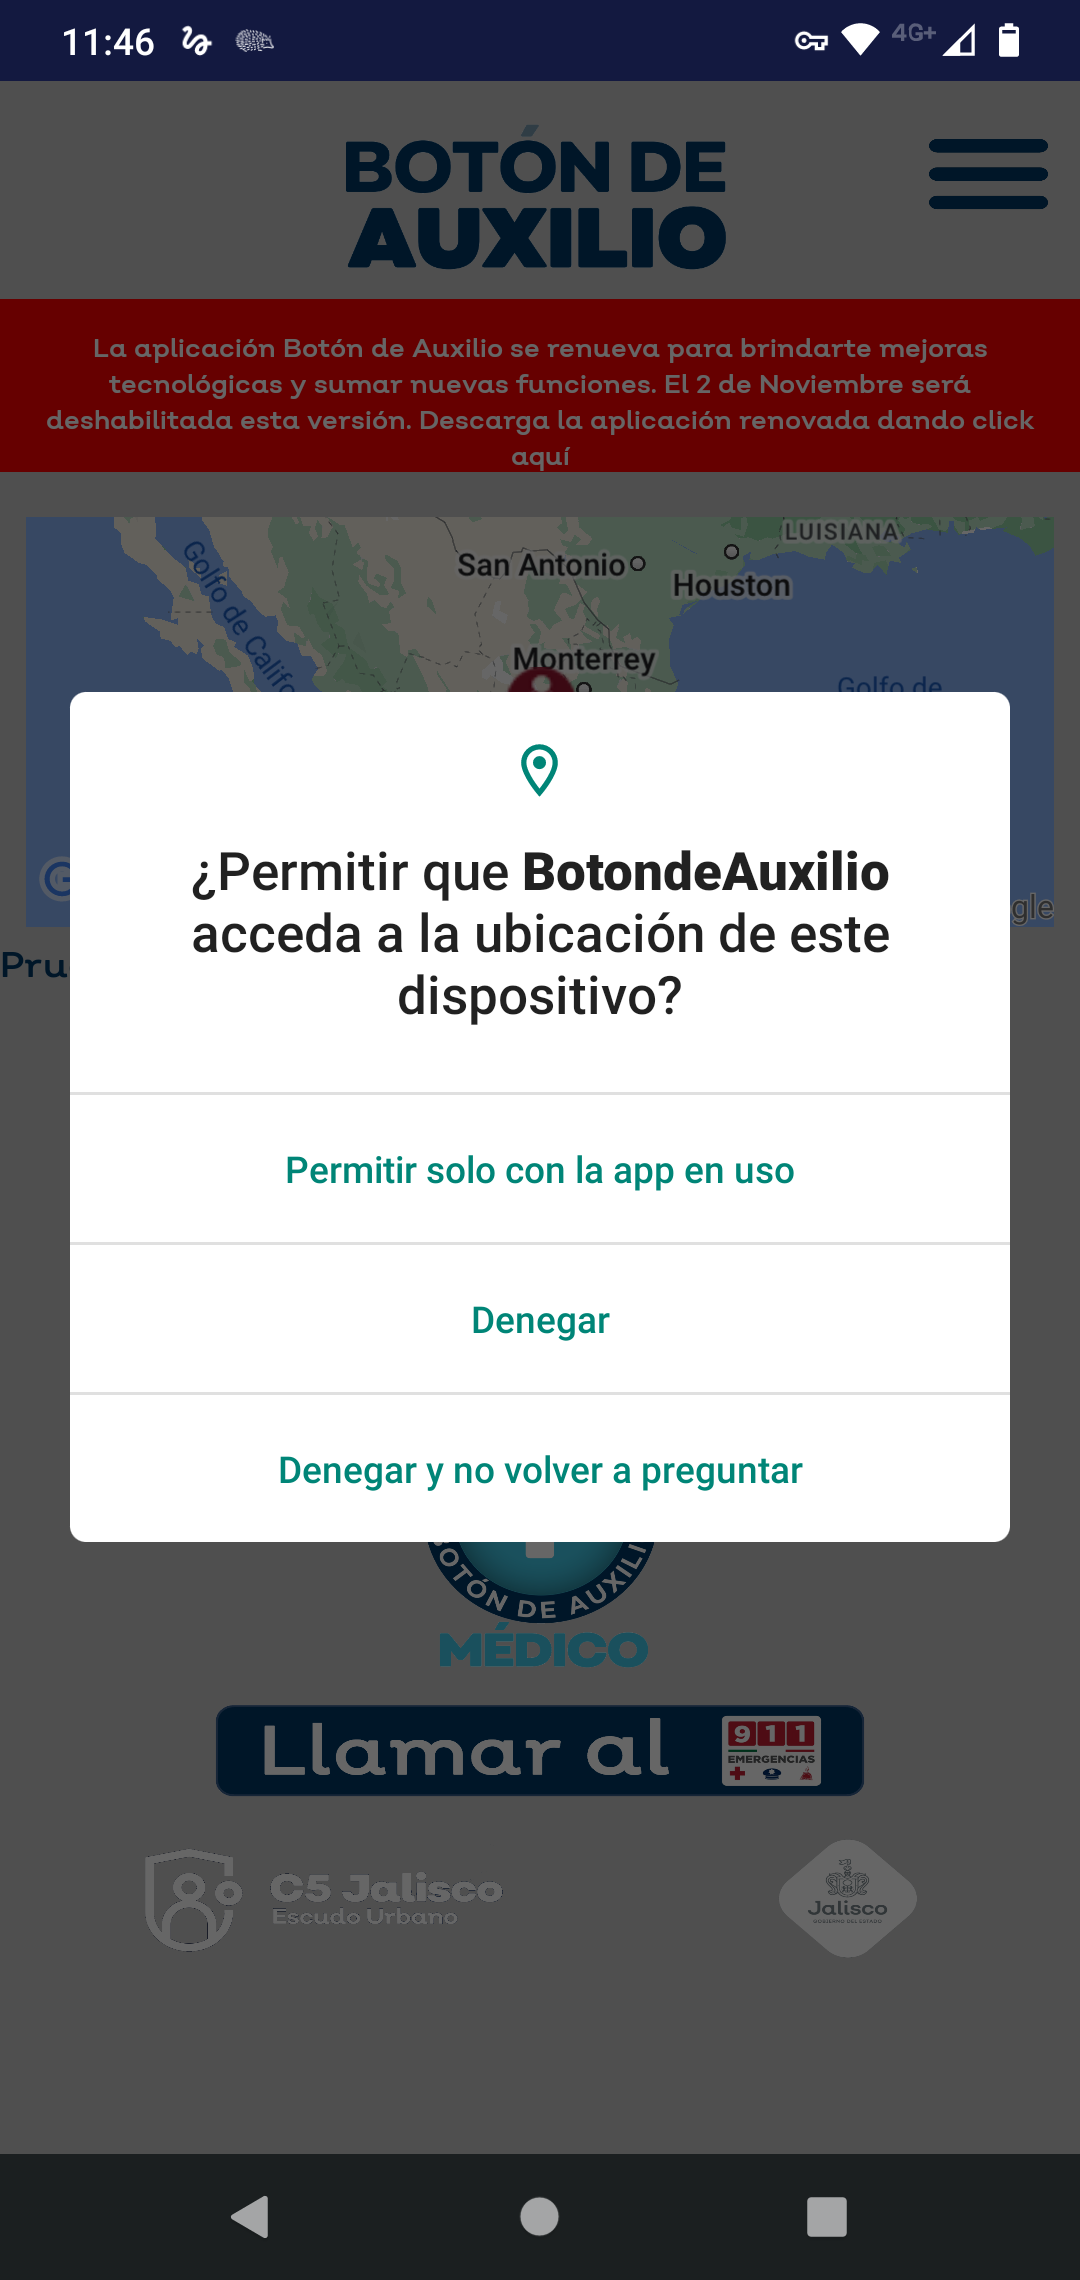 11:46
4G+
BOTÓN DE
AUXILIO
La aplicación Botón de Auxilio se renueva para brindarte mejoras
tecnológicas y sumar nuevas funciones. El 2 de Noviembre será
deshabilitada esta versión. Descarga la aplicación renovada dando click
aquí
LUISIANA
San Antonio
Houston
Golfo de Califo
Monterrey
Golfo de
G
gle
Pru
¿Permitir que BotondeAuxilio
acceda a la ubicación de este
dispositivo?
Permitir solo con la app en uso
Denegar
Denegar y no volver a preguntar
BOTÓN DE AUXILI
MÉDICO
Llamar al
911
EMERGENCIAS
C5 Jalisco
Escudo Urbano
Jalisco
GOBIERNO DEL ESTADO